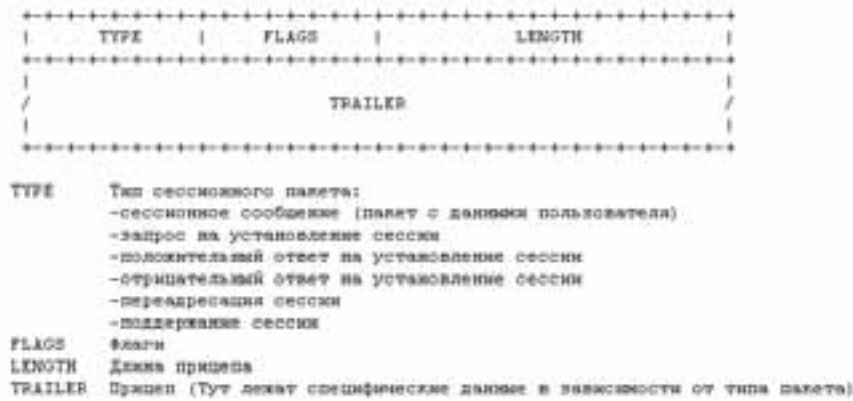 +-+-+-+-+-+-+-+-+-+-+-+-+-+-+-+-+-+-+-+-+-+-+-+-+-+-+-+-+-+-+-+-+
| TYPE | FLAGS | LENGTH |
+-+-+-+-+-+-+-+-+-+-+-+-+-+-+-+-+-+-+-+-+-+-+-+-+-+-+-+-+-+-+-+-+
| |
/ TRAILER /
| |
+-+-+-+-+-+-+-+-+-+-+-+-+-+-+-+-+-+-+-+-+-+-+-+-+-+-+-+-+-+-+-+-+
TYPE Тип сессионного пакета:
-сессионное сообщение (пакет с данными пользователя)
-запрос на установление сессии
-положительный ответ на установление сессии
-отрицательный ответ на установление сессии
-переадресация сессии
-поддержание сессии
FLAGS Флаги
LENGTH Длина прицепа
TRAILER Прицеп (Тут лежат специфические данные в зависимости от типа пакета)